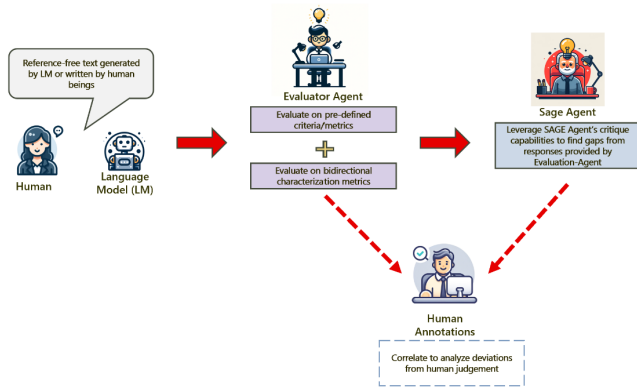 Reference-free text generated
by LM or written by human
beings
Human
Language
Model (LM)
Evaluator Agent
Evaluate on pre-defined
criteria/metrics
+
Evaluate on bidirectional
characterization metrics
Sage Agent
Leverage SAGE Agent's critique
capabilities to find gaps from
responses provided by
Evaluation-Agent
Human
Annotations
Correlate to analyze deviations
from human judgement